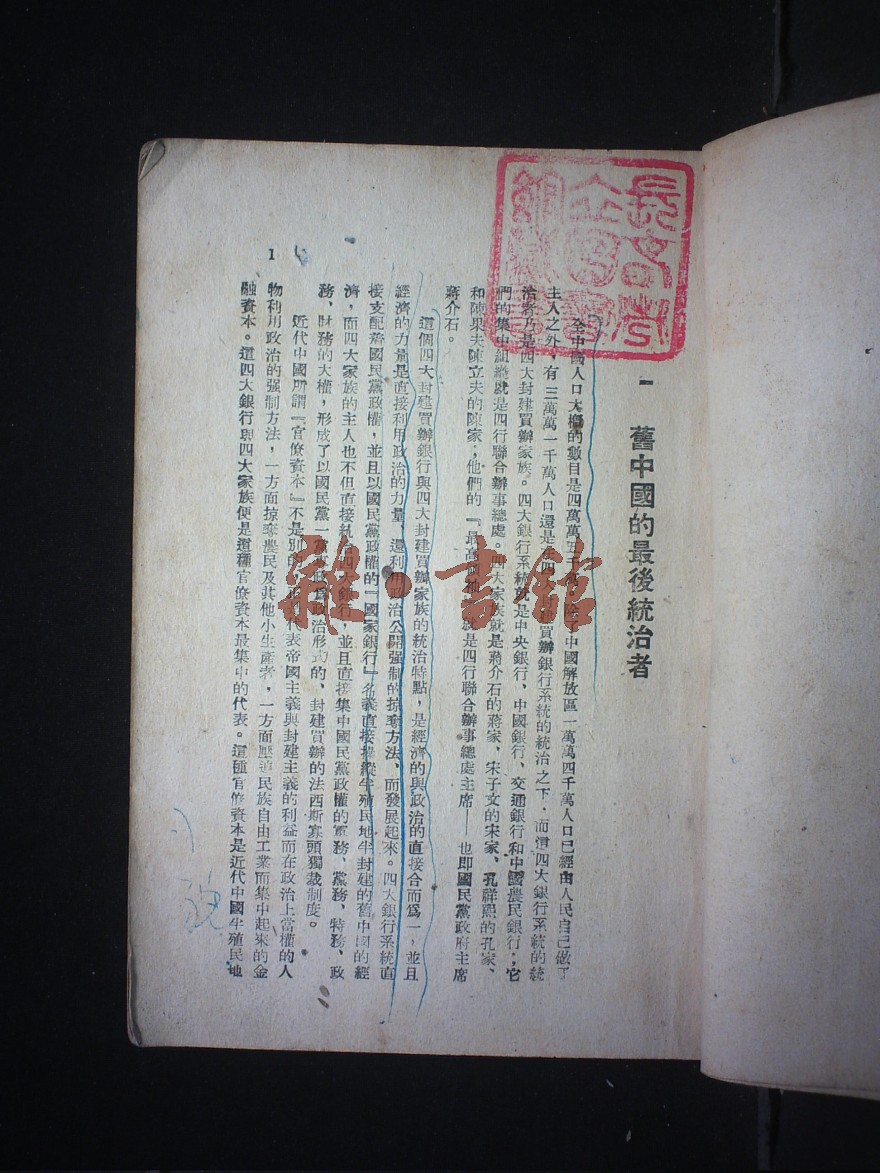 一　舊中國的最後統治者
全中國人口大概的數目是四萬萬五千萬，除了中國解放區一萬萬四千萬人口已經由人民自己做了
主人之外，有三萬萬一千萬人口還是在四大封建買辦銀行系統的統治之下，而這四大銀行系統的統
治者乃是四大封建買辦家族。四大銀行系統就是中央銀行、中國銀行、交通銀行和中國農民銀行；它
們的集中組織就是四行聯合辦事總處。四大家族就是蔣介石的蔣家、宋子文的宋家、孔祥熙的孔家、
和陳果夫陳立夫的陳家；他們的『最高領袖』就是四行聯合辦事總處主席——也即國民黨政府主席
蔣介石。
這個四大封建買辦銀行與四大封建買辦家族的統治特點，是經濟的與政治的直接合而爲一，並且
經濟的力量是直接利用政治的力量，還利用政治公開强制的掠奪方法，而發展起來。四大銀行系統直
接支配着國民黨政權，並且以國民黨政權的『國家銀行』名義直接操縱半殖民地半封建的舊中國的經
濟，而四大家族的主人也不但直接統治四大銀行，並且直接集中國民黨政權的軍務、黨務、特務、政
務、財務的大權，形成了以國民黨一黨專政爲政治形式的、封建買辦的法西斯寡頭獨裁制度。
近代中國所謂『官僚資本』不是別的，正是代表帝國主義與封建主義的利益而在政治上當權的人
物利用政治的强制方法，一方面掠奪農民及其他小生產者，一方面壓迫民族自由工業而集中起來的金
融資本。這四大銀行與四大家族便是這種官僚資本最集中的代表。這種官僚資本是近代中國半殖民地
1
雜·書館